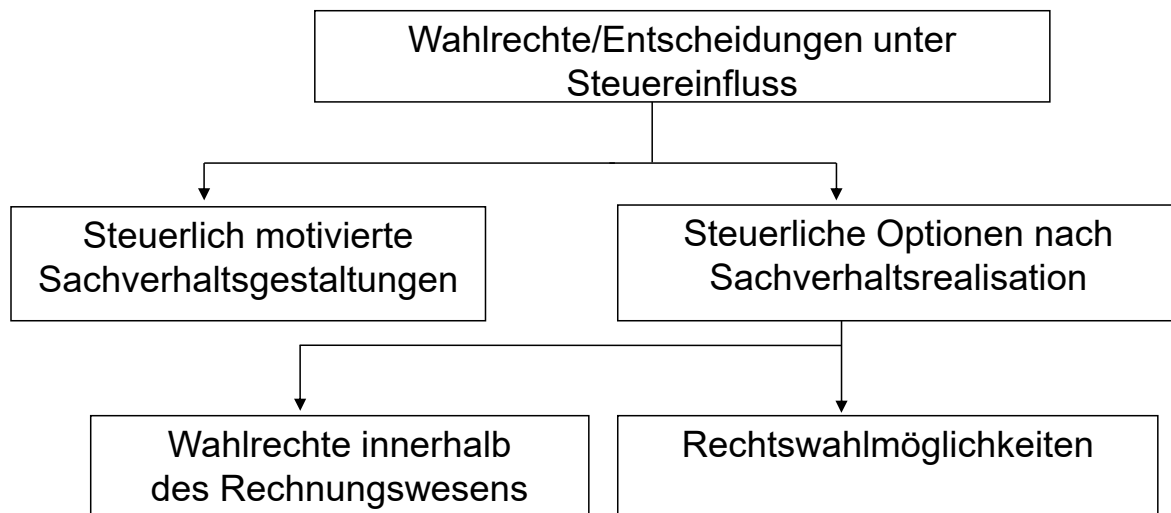 Wahlrechte/Entscheidungen unter
Steuereinfluss
Steuerlich motivierte
Sachverhaltsgestaltungen
Steuerliche Optionen nach
Sachverhaltsrealisation
Wahlrechte innerhalb
des Rechnungswesens
Rechtswahlmöglichkeiten